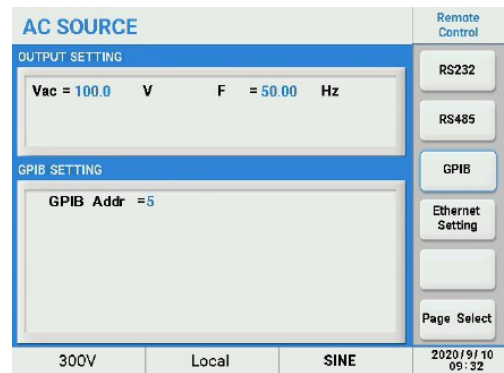 AC SOURCE
OUTPUT SETTING
Vac = 100.0 V F = 50.00 Hz
GPIB SETTING
GPIB Addr =5
300V Local SINE
Remote
Control
RS232
RS485
GPIB
Ethernet
Setting
Page Select
2020/9/10
09:32